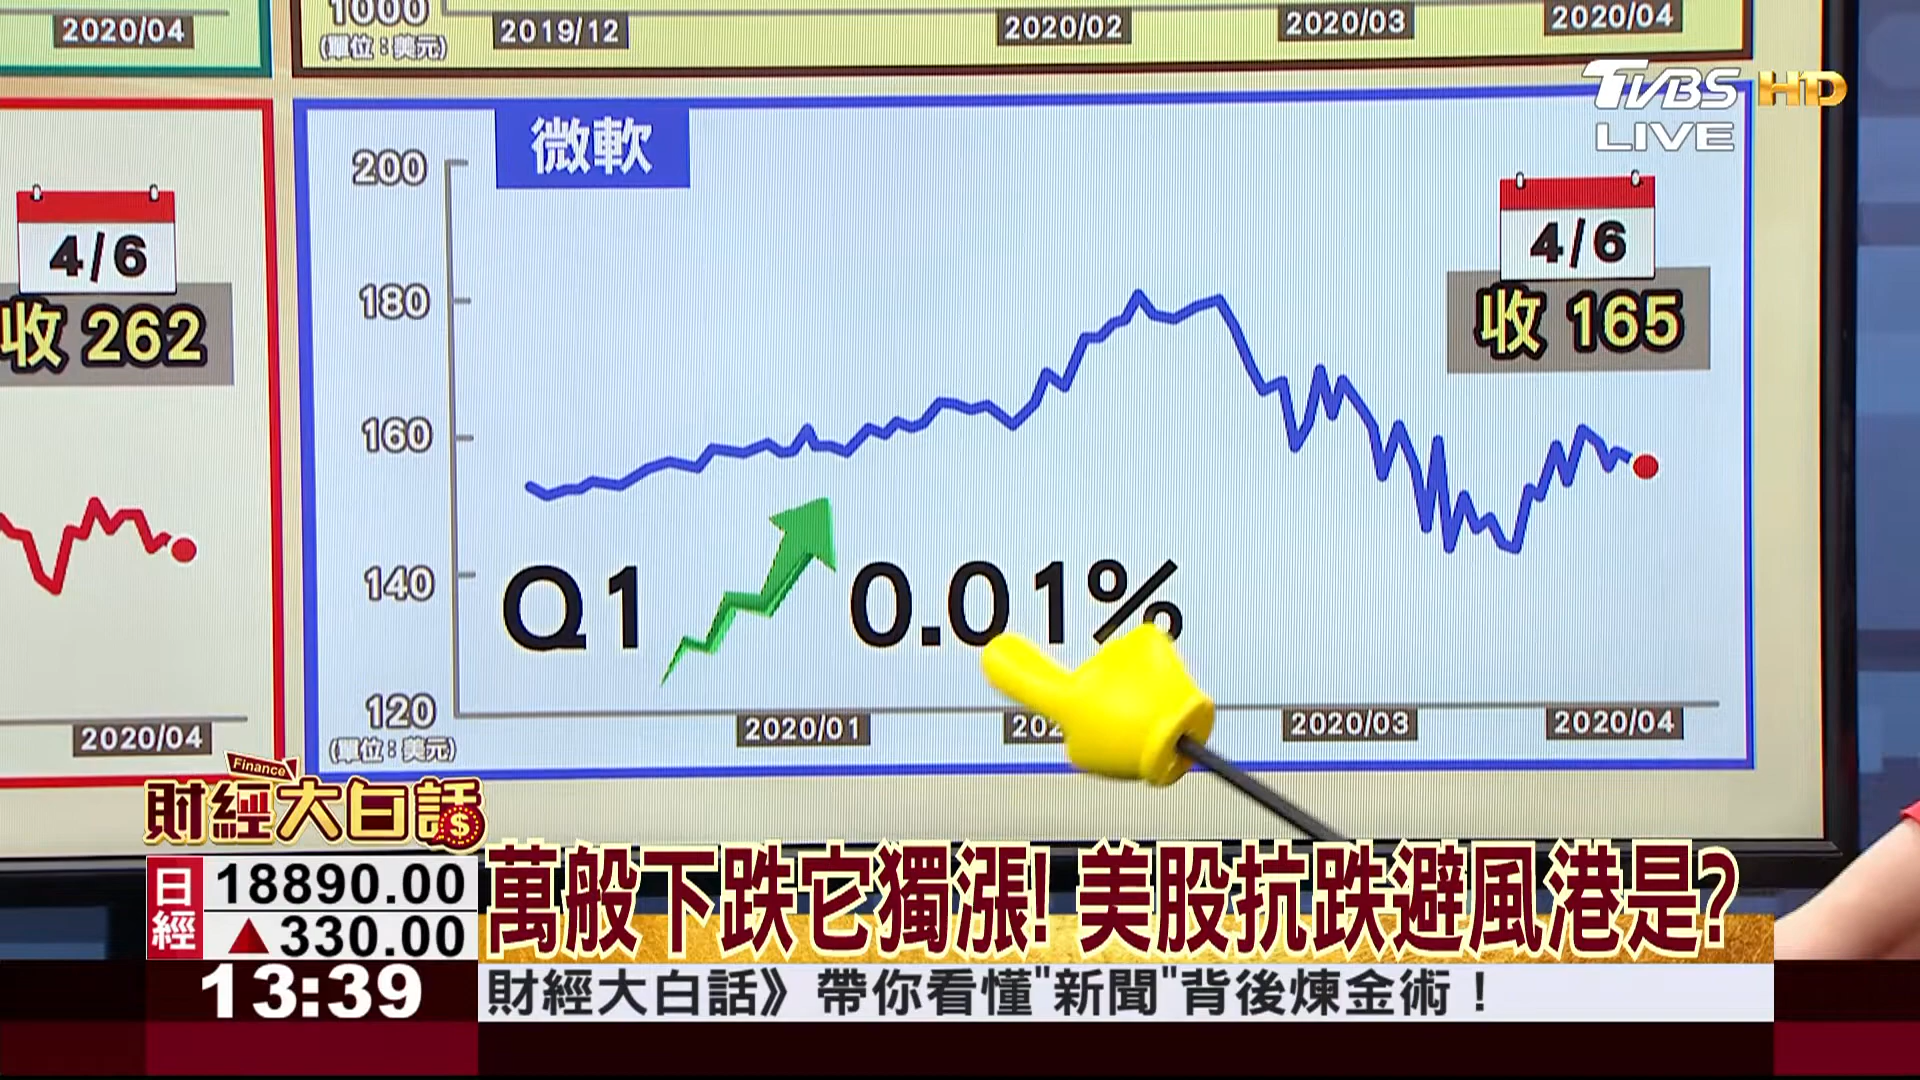 1000
(單位：美元)
2020/04
2019/12
2020/02
2020/03
2020/04
TVBS HD
LIVE
微軟
200
180
160
140
120
(單位：美元)
4/6
收 262
2020/04
4/6
收 165
Q1
0.01%
2020/01
202
2020/03
2020/04
Finance
財經大白話
$
日經
18890.00
▲330.00
13:39
萬般下跌它獨漲! 美股抗跌避風港是?
財經大白話》帶你看懂"新聞"背後煉金術！